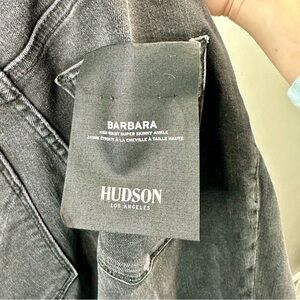 BARBARA
HIGH WAIST SUPER SKINNY ANKLE
JAMBE ÉTROITE À LA CHEVILLE À TAILLE HAUTE
HUDSON
LOS ANGELES